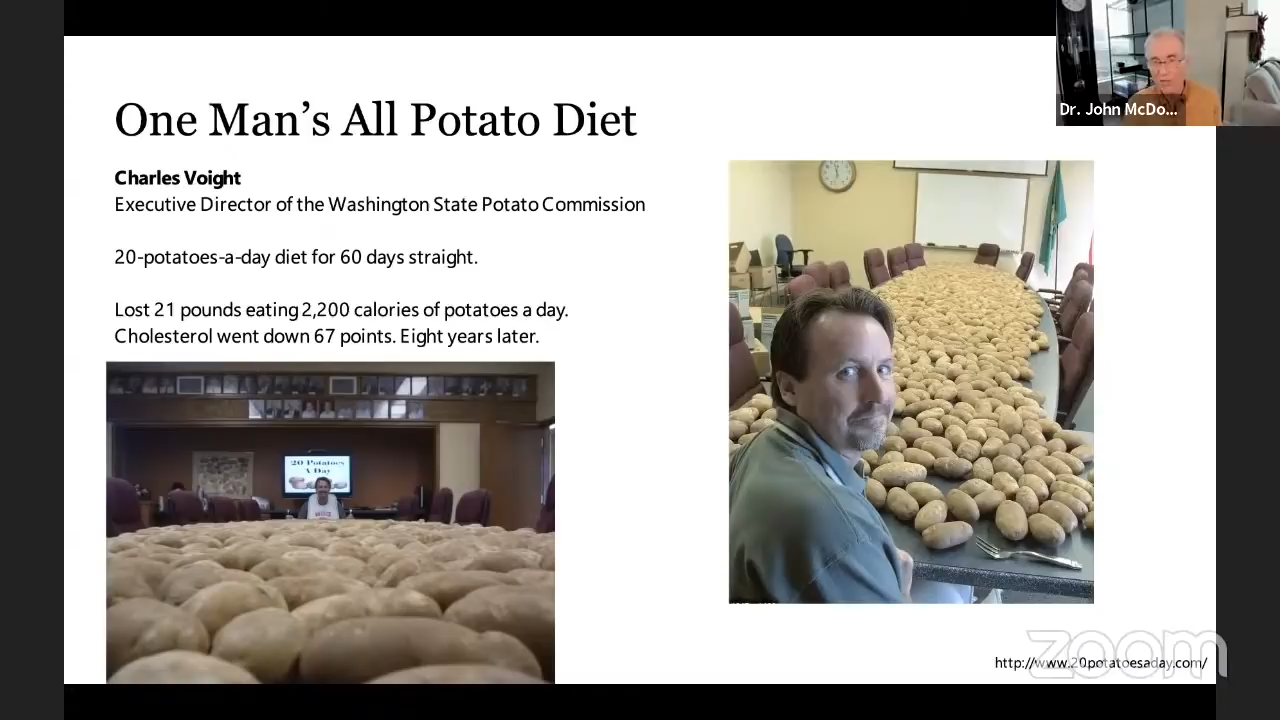 One Man's All Potato Diet
Dr. John McDo...
Charles Voight
Executive Director of the Washington State Potato Commission
20-potatoes-a-day diet for 60 days straight.
Lost 21 pounds eating 2,200 calories of potatoes a day.
Cholesterol went down 67 points. Eight years later.
20 Potatoes
A Day
http://www.20potatoesaday.com/
zoom